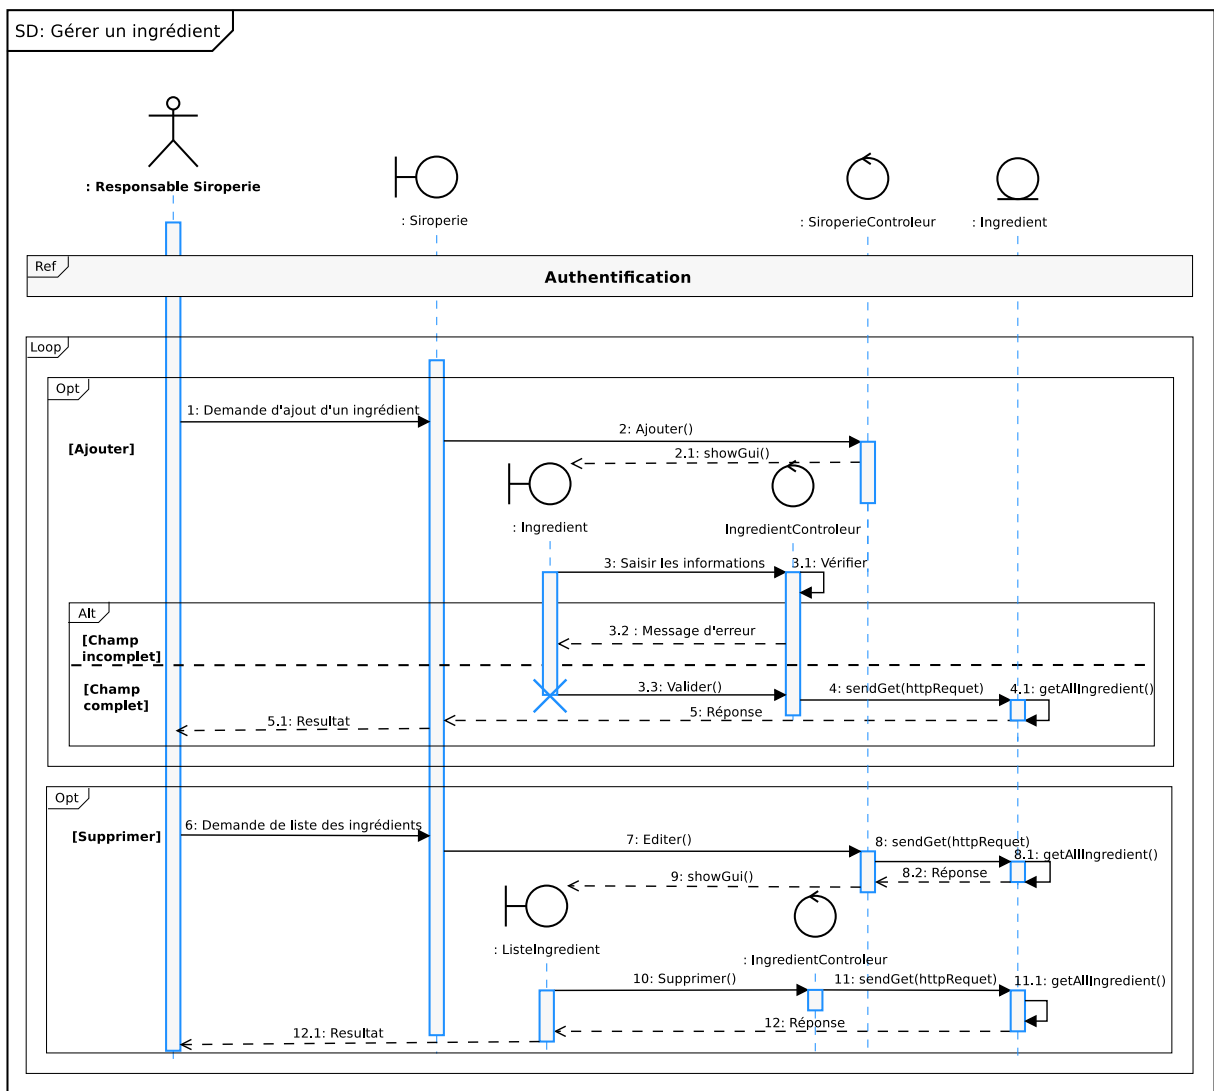 SD: Gérer un ingrédient
: Responsable Siroperie
: Siroperie
: SiroperieControleur
: Ingredient
Ref
Authentification
Loop
Opt
1: Demande d'ajout d'un ingrédient
2: Ajouter()
[Ajouter]
2.1: showGui()
: Ingredient
IngredientControleur
3: Saisir les informations
3.1: Vérifier
Alt
[Champ
incomplet]
3.2 : Message d'erreur
[Champ
complet]
3.3: Valider()
4: sendGet(httpRequet)
4.1: getAllIngredient()
5: Réponse
5.1: Resultat
Opt
6: Demande de liste des ingrédients
[Supprimer]
7: Editer()
8: sendGet(httpRequet)
8.1: getAllIngredient()
8.2: Réponse
9: showGui()
: ListeIngredient
: IngredientControleur
10: Supprimer()
11: sendGet(httpRequet)
11.1: getAllIngredient()
12: Réponse
12.1: Resultat